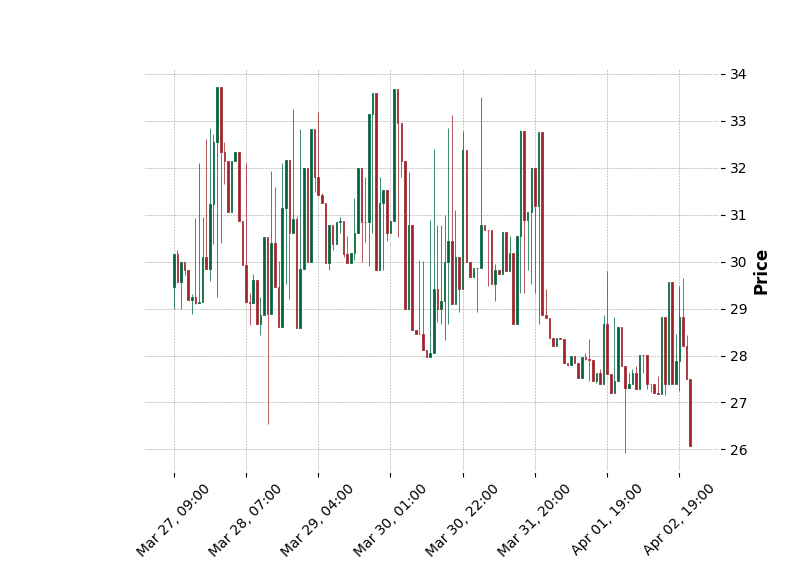 34
33
32
31
30
29
28
27
26
Price
Mar 27, 09:00
Mar 28, 07:00
Mar 29, 04:00
Mar 30, 01:00
Mar 30, 22:00
Mar 31, 20:00
Apr 01, 19:00
Apr 02, 19:00